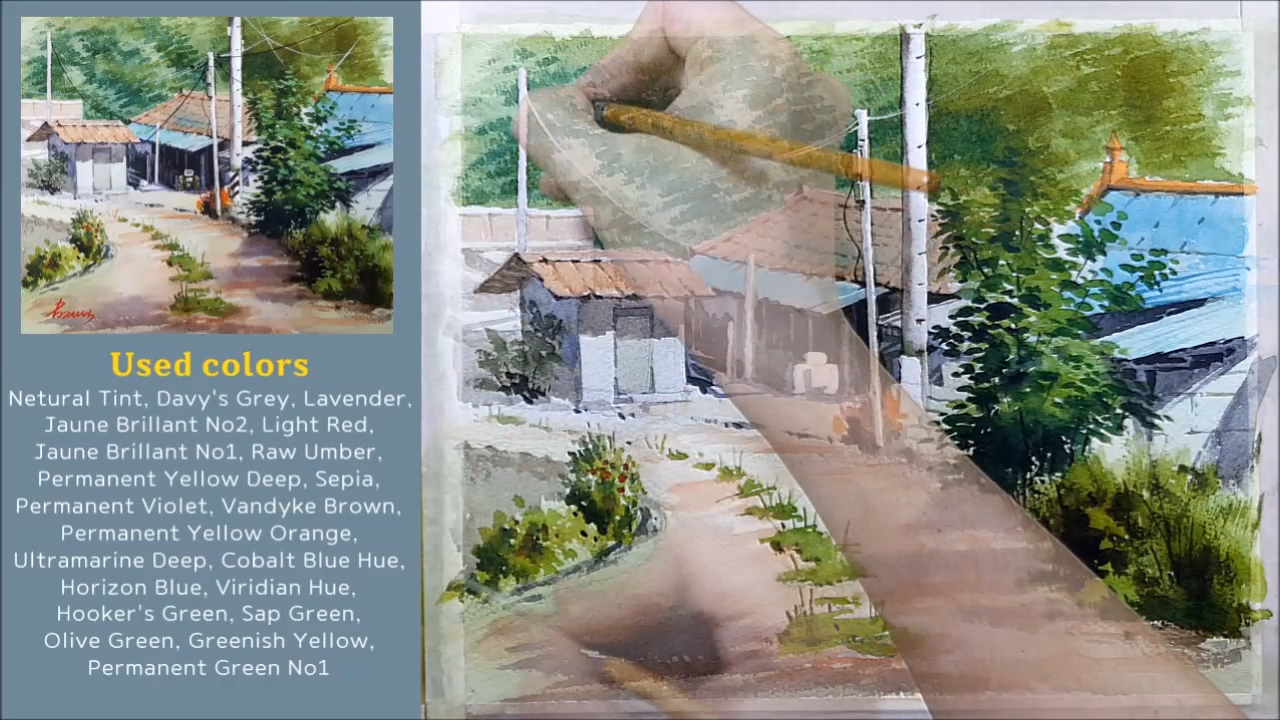 Used colors
Netural Tint, Davy's Grey, Lavender,
Jaune Brillant No2, Light Red,
Jaune Brillant No1, Raw Umber,
Permanent Yellow Deep, Sepia,
Permanent Violet, Vandyke Brown,
Permanent Yellow Orange,
Ultramarine Deep, Cobalt Blue Hue,
Horizon Blue, Viridian Hue,
Hooker's Green, Sap Green,
Olive Green, Greenish Yellow,
Permanent Green No1